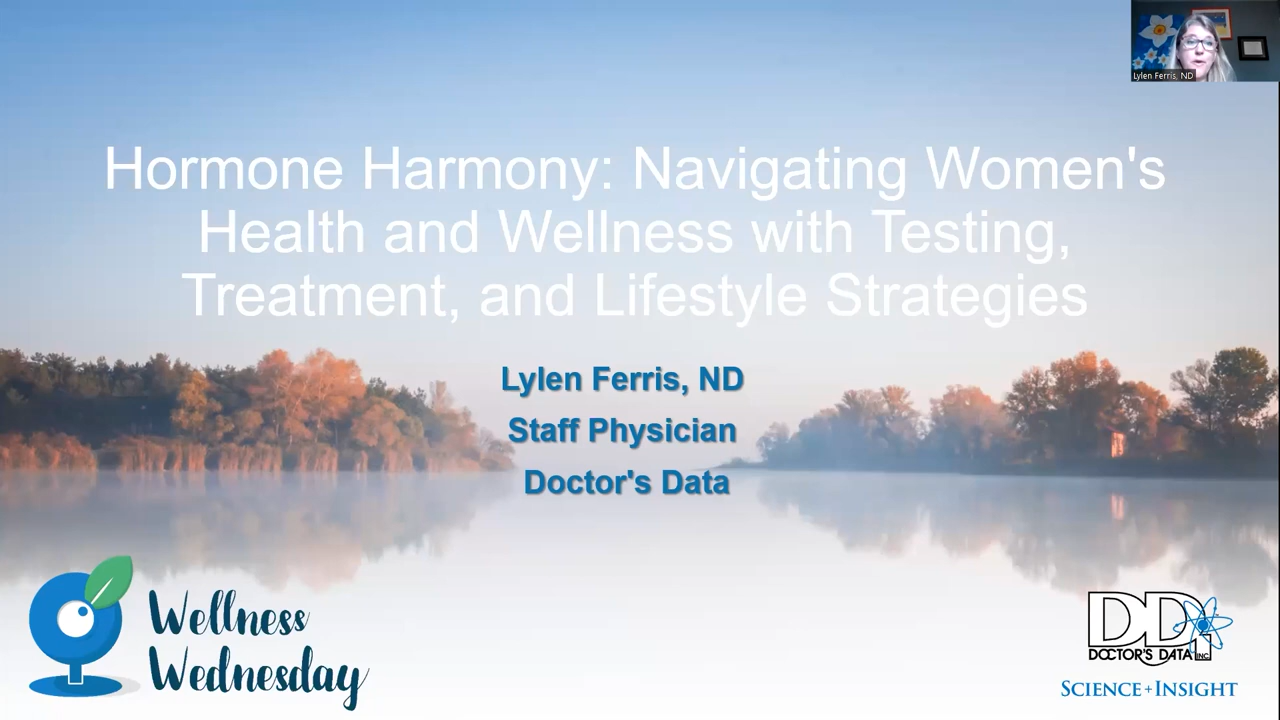 Lylen Ferris, ND
Hormone Harmony: Navigating Women's
Health and Wellness with Testing,
Treatment, and Lifestyle Strategies
Lylen Ferris, ND
Staff Physician
Doctor's Data
Wellness
Wednesday
DDI
DOCTOR'S DATA INC.
SCIENCE + INSIGHT